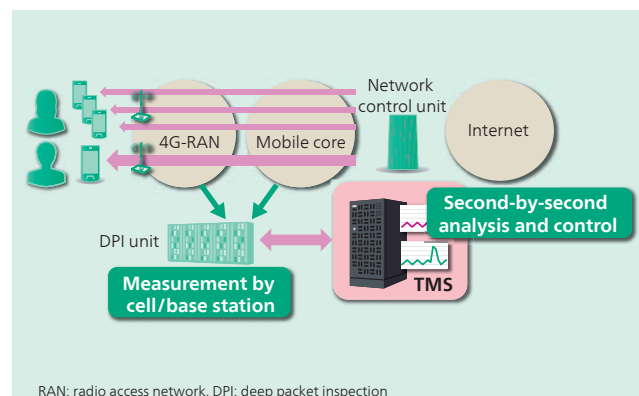 Network
control unit
4G-RAN
Mobile core
Internet
DPI unit
Second-by-second
analysis and control
TMS
Measurement by
cell/base station
RAN: radio access network, DPI: deep packet inspection